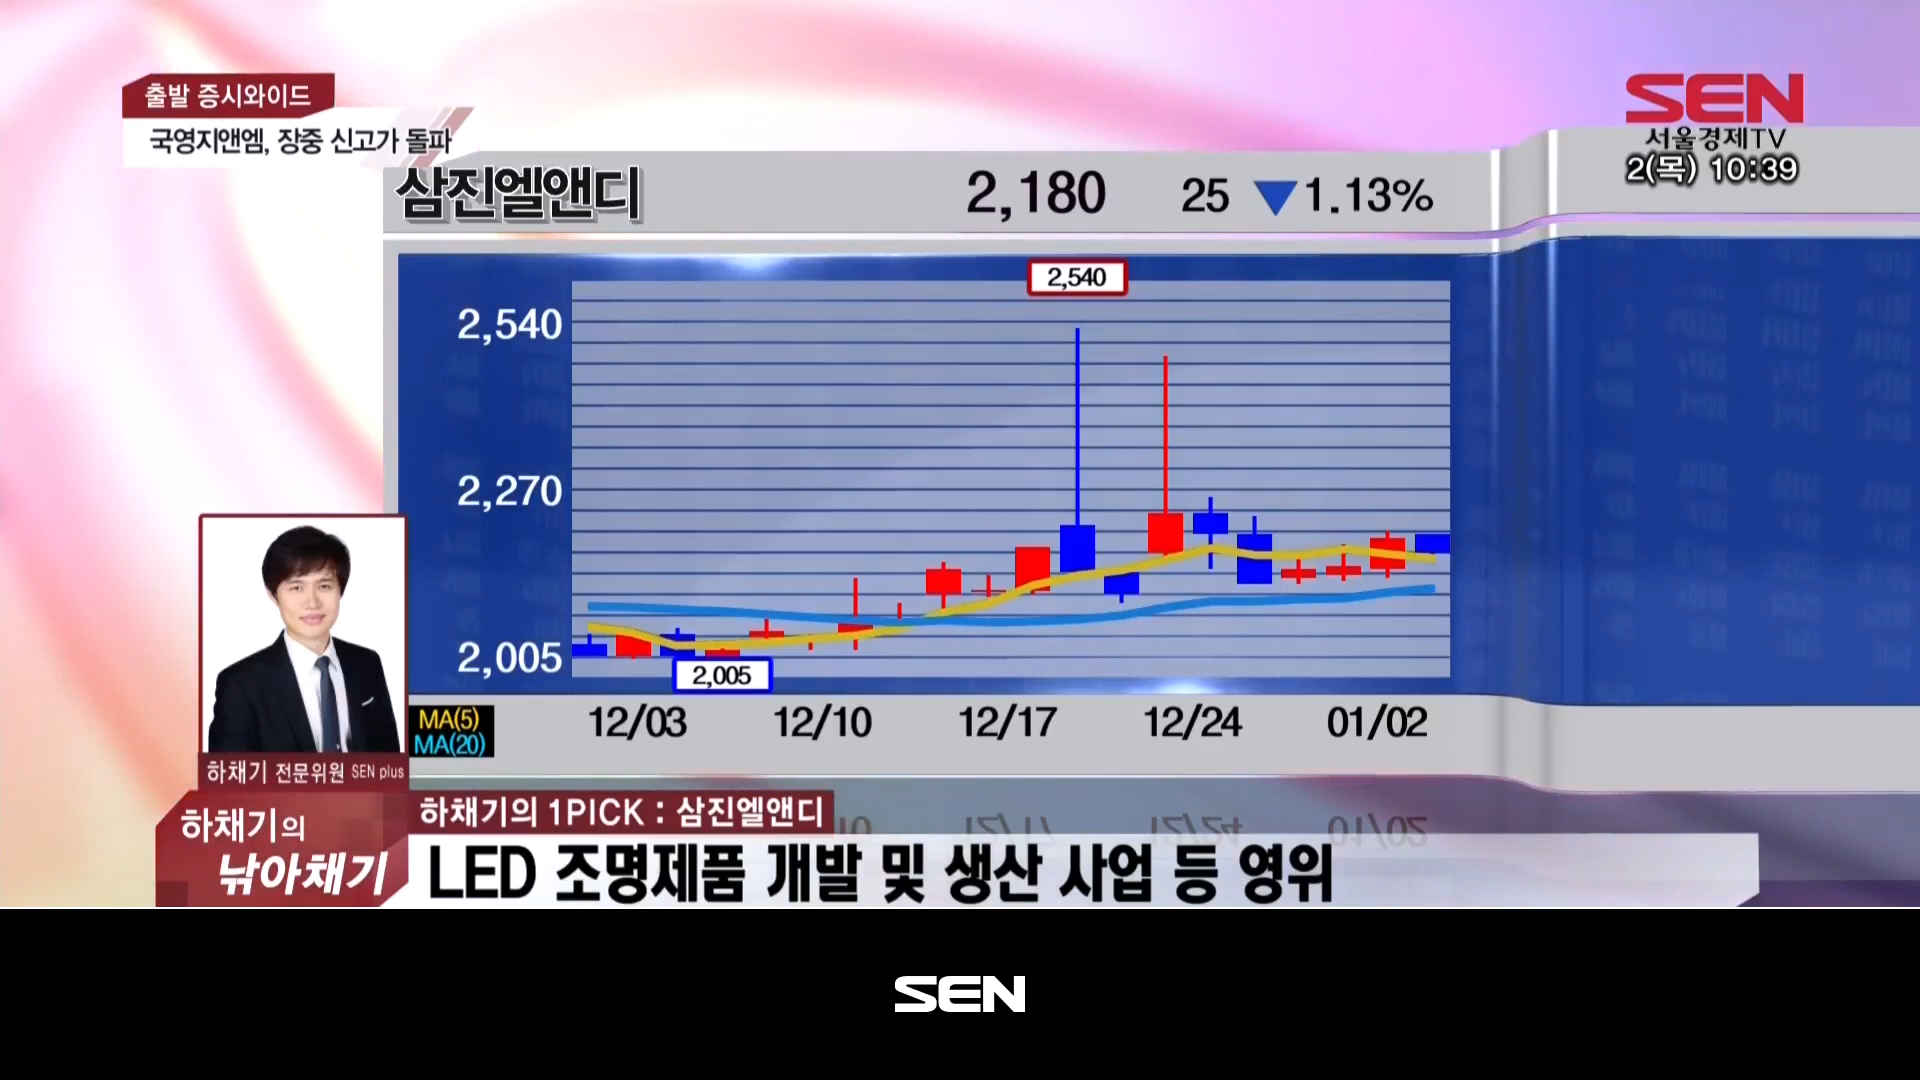 출발 증시와이드
국영지앤엠, 장중 신고가 돌파
SEN
서울경제TV
2(목) 10:39
삼진엘앤디 2,180 25 ▼1.13%
2,540
2,540
2,270
2,005
2,005
MA(5)
MA(20)
12/03 12/10 12/17 12/24 01/02
하채기 전문위원 SEN plus
하채기의
낚아채기
하채기의 1PICK : 삼진엘앤디
LED 조명제품 개발 및 생산 사업 등 영위
SEN